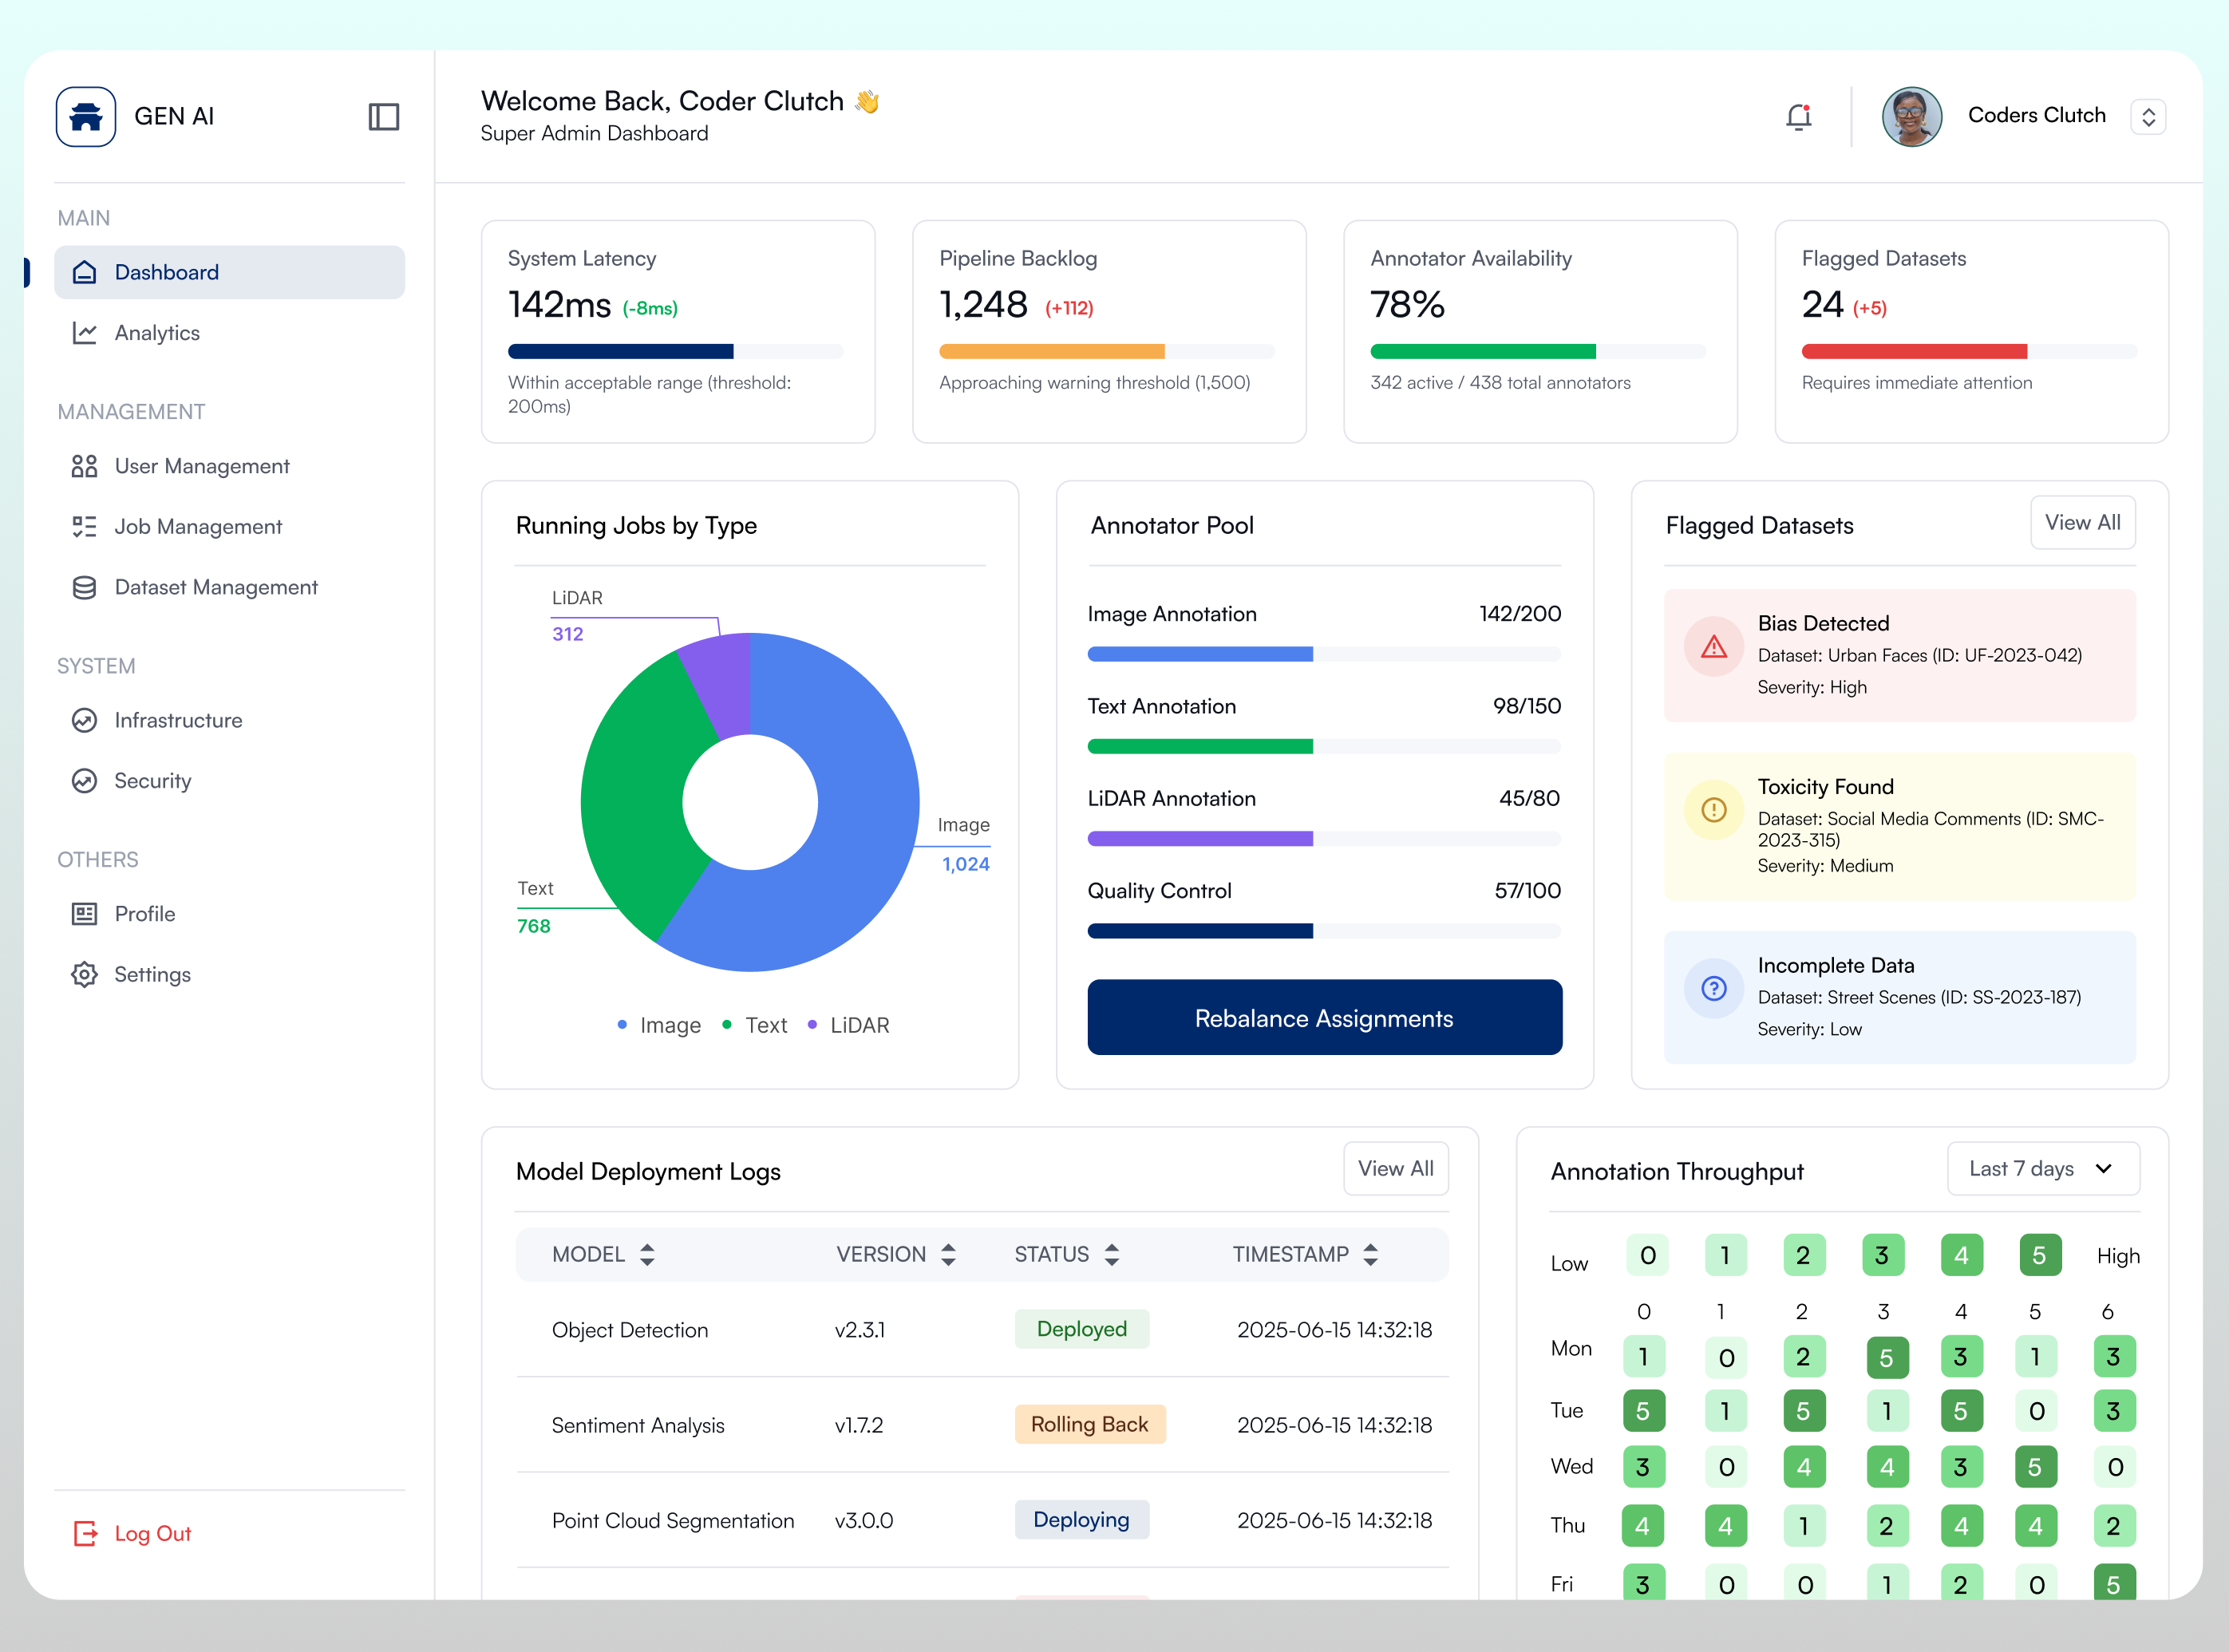 GEN AI
MAIN
Dashboard
Analytics
MANAGEMENT
User Management
Job Management
Dataset Management
SYSTEM
Infrastructure
Security
OTHERS
Profile
Settings
Log Out
Welcome Back, Coder Clutch 👋
Super Admin Dashboard
Coders Clutch
System Latency
142ms (-8ms)
Within acceptable range (threshold:
200ms)
Pipeline Backlog
1,248 (+112)
Approaching warning threshold (1,500)
Annotator Availability
78%
342 active / 438 total annotators
Flagged Datasets
24 (+5)
Requires immediate attention
Running Jobs by Type
LiDAR
312
Image
1,024
Text
768
Image Text LiDAR
Annotator Pool
Image Annotation 142/200
Text Annotation 98/150
LiDAR Annotation 45/80
Quality Control 57/100
Rebalance Assignments
Flagged Datasets View All
Bias Detected
Dataset: Urban Faces (ID: UF-2023-042)
Severity: High
Toxicity Found
Dataset: Social Media Comments (ID: SMC-
2023-315)
Severity: Medium
Incomplete Data
Dataset: Street Scenes (ID: SS-2023-187)
Severity: Low
Model Deployment Logs View All
MODEL VERSION STATUS TIMESTAMP
Object Detection v2.3.1 Deployed 2025-06-15 14:32:18
Sentiment Analysis v1.7.2 Rolling Back 2025-06-15 14:32:18
Point Cloud Segmentation v3.0.0 Deploying 2025-06-15 14:32:18
Annotation Throughput Last 7 days
Low 0 1 2 3 4 5 High
0 1 2 3 4 5 6
Mon 1 0 2 5 3 1 3
Tue 5 1 5 1 5 0 3
Wed 3 0 4 4 3 5 0
Thu 4 4 1 2 4 4 2
Fri 3 0 0 1 2 0 5